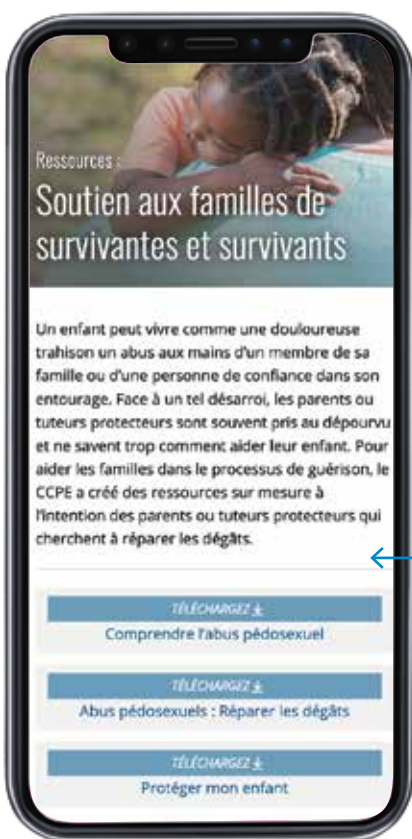 Ressources :
Soutien aux familles de
survivantes et survivants
Un enfant peut vivre comme une douloureuse
trahison un abus aux mains d'un membre de sa
famille ou d'une personne de confiance dans son
entourage. Face à un tel désarroi, les parents ou
tuteurs protecteurs sont souvent pris au dépourvu
et ne savent trop comment aider leur enfant. Pour
aider les familles dans le processus de guérison, le
CCPE a créé des ressources sur mesure à
l'intention des parents ou tuteurs protecteurs qui
cherchent à réparer les dégâts.
TÉLÉCHARGEZ
Comprendre l'abus pédosexuel
TÉLÉCHARGEZ
Abus pédosexuels : Réparer les dégâts
TÉLÉCHARGEZ
Protéger mon enfant